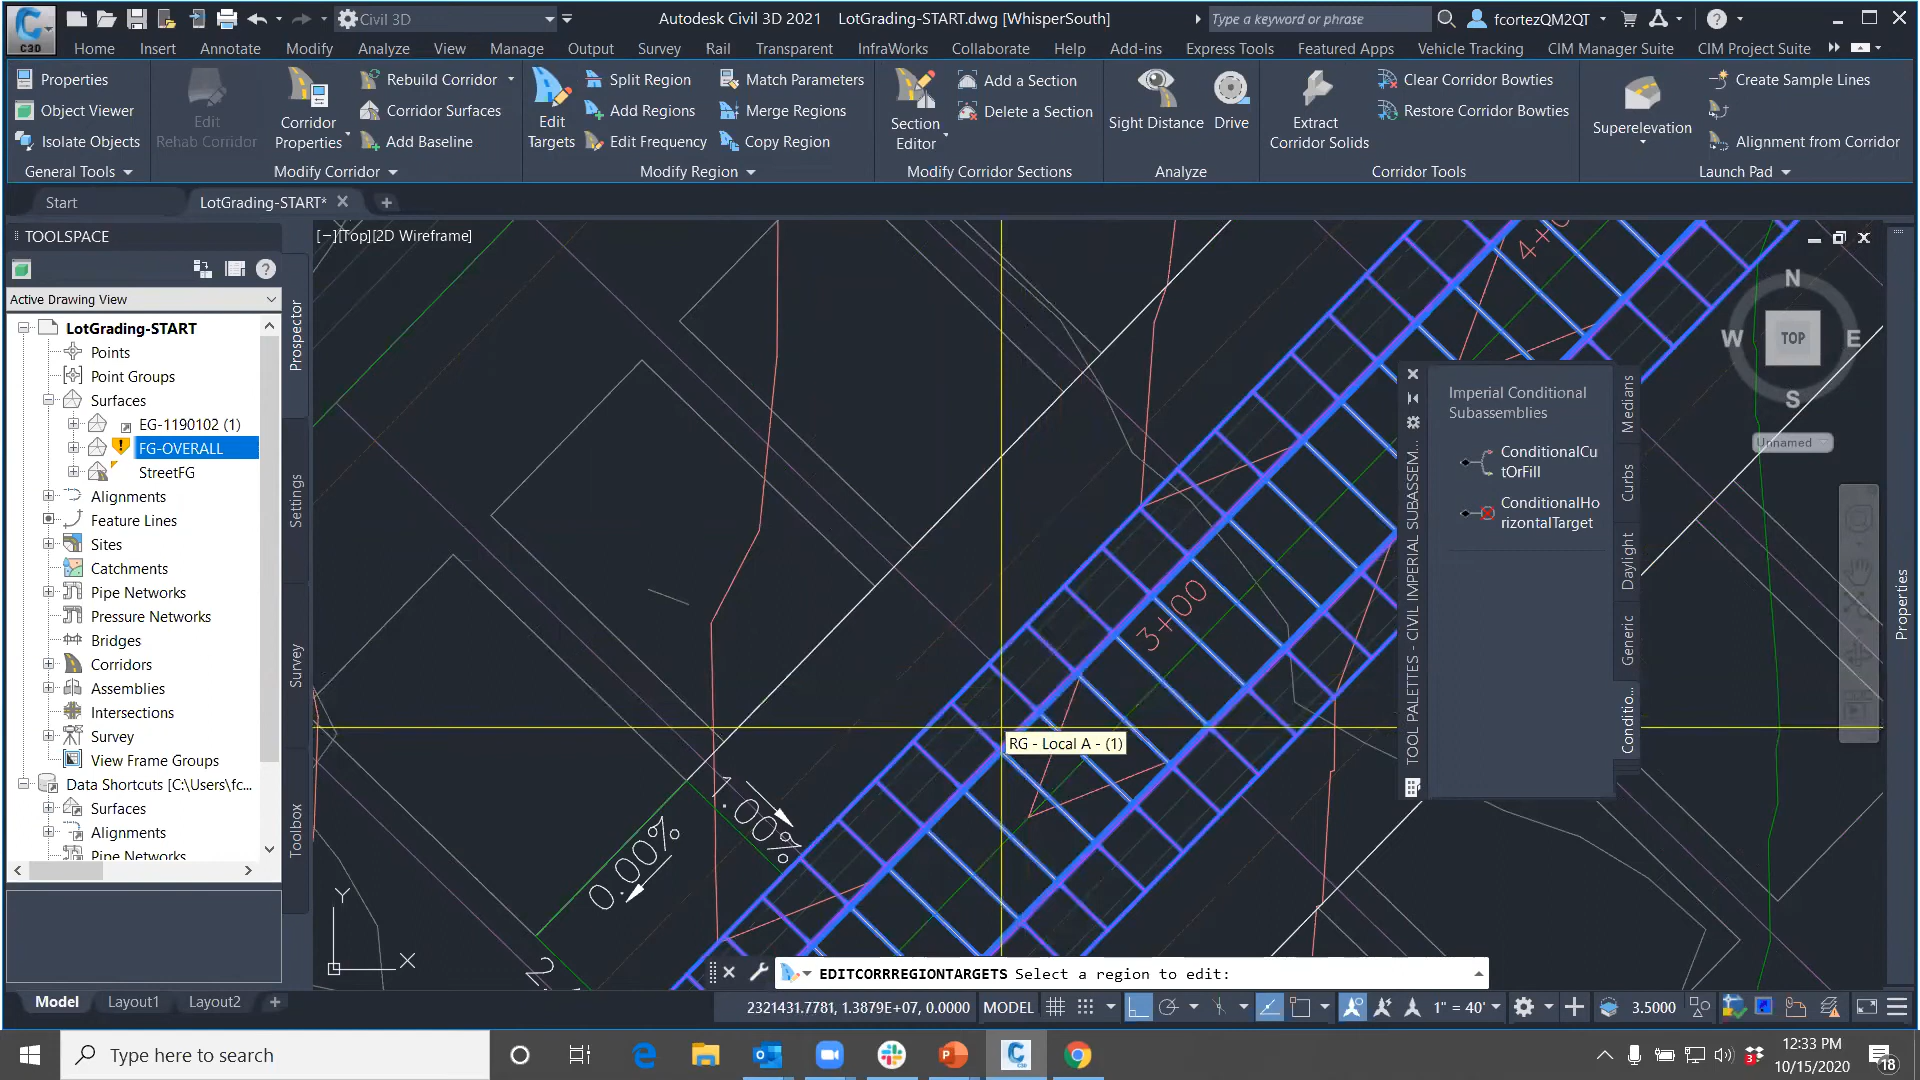 C3D
Civil 3D
Autodesk Civil 3D 2021 LotGrading-START.dwg [WhisperSouth]
Type a keyword or phrase
fcortezQM2QT
Home Insert Annotate Modify Analyze View Manage Output Survey Rail Transparent InfraWorks Collaborate Help Add-ins Express Tools Featured Apps Vehicle Tracking CIM Manager Suite CIM Project Suite
Properties
Object Viewer
Isolate Objects
General Tools
Edit
Rehab Corridor
Corridor
Properties
Rebuild Corridor
Corridor Surfaces
Add Baseline
Modify Corridor
Edit
Targets
Split Region
Add Regions
Edit Frequency
Match Parameters
Merge Regions
Copy Region
Modify Region
Section
Editor
Add a Section
Delete a Section
Modify Corridor Sections
Sight Distance
Drive
Analyze
Extract
Corridor Solids
Clear Corridor Bowties
Restore Corridor Bowties
Corridor Tools
Superelevation
Create Sample Lines
Alignment from Corridor
Launch Pad
Start
LotGrading-START*
TOOLSPACE
Active Drawing View
LotGrading-START
Points
Point Groups
Surfaces
EG-1190102 (1)
FG-OVERALL
StreetFG
Alignments
Feature Lines
Sites
Catchments
Pipe Networks
Pressure Networks
Bridges
Corridors
Assemblies
Intersections
Survey
View Frame Groups
Data Shortcuts [C:\Users\fc...
Surfaces
Alignments
Pipe Networks
Prospector
Settings
Survey
Toolbox
[−][Top][2D Wireframe]
4+0
3+00
RG - Local A - (1)
1.00%
0.00%
2
Y
X
N
W
TOP
E
S
Unnamed
Imperial Conditional
Subassemblies
ConditionalCu
tOrFill
ConditionalHo
rizontalTarget
TOOL PALETTES - CIVIL IMPERIAL SUBASSEM...
Medians
Curbs
Daylight
Generic
Conditio...
Properties
EDITCORRREGIONTARGETS Select a region to edit:
Model Layout1 Layout2
2321431.7781, 1.3879E+07, 0.0000 MODEL
1" = 40'
3.5000
Type here to search
12:33 PM
10/15/2020
3
18